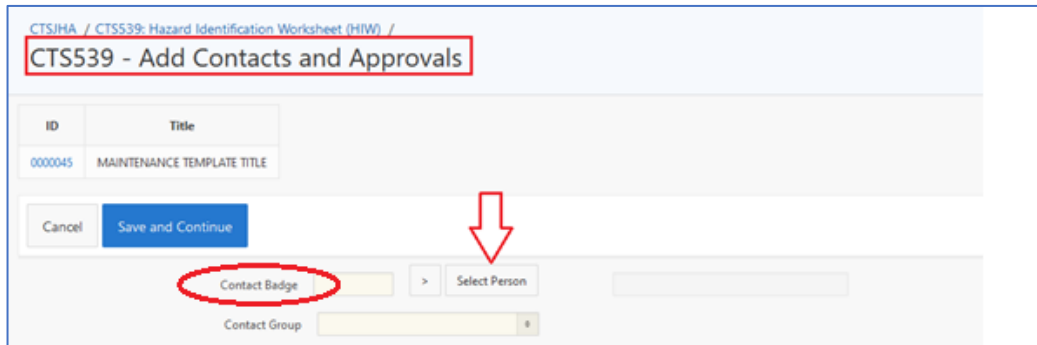 CTSJHA / CTS539: Hazard Identification Worksheet (HIW) /
CTS539 - Add Contacts and Approvals
ID Title
0000045 MAINTENANCE TEMPLATE TITLE
Cancel Save and Continue
Contact Badge > Select Person
Contact Group